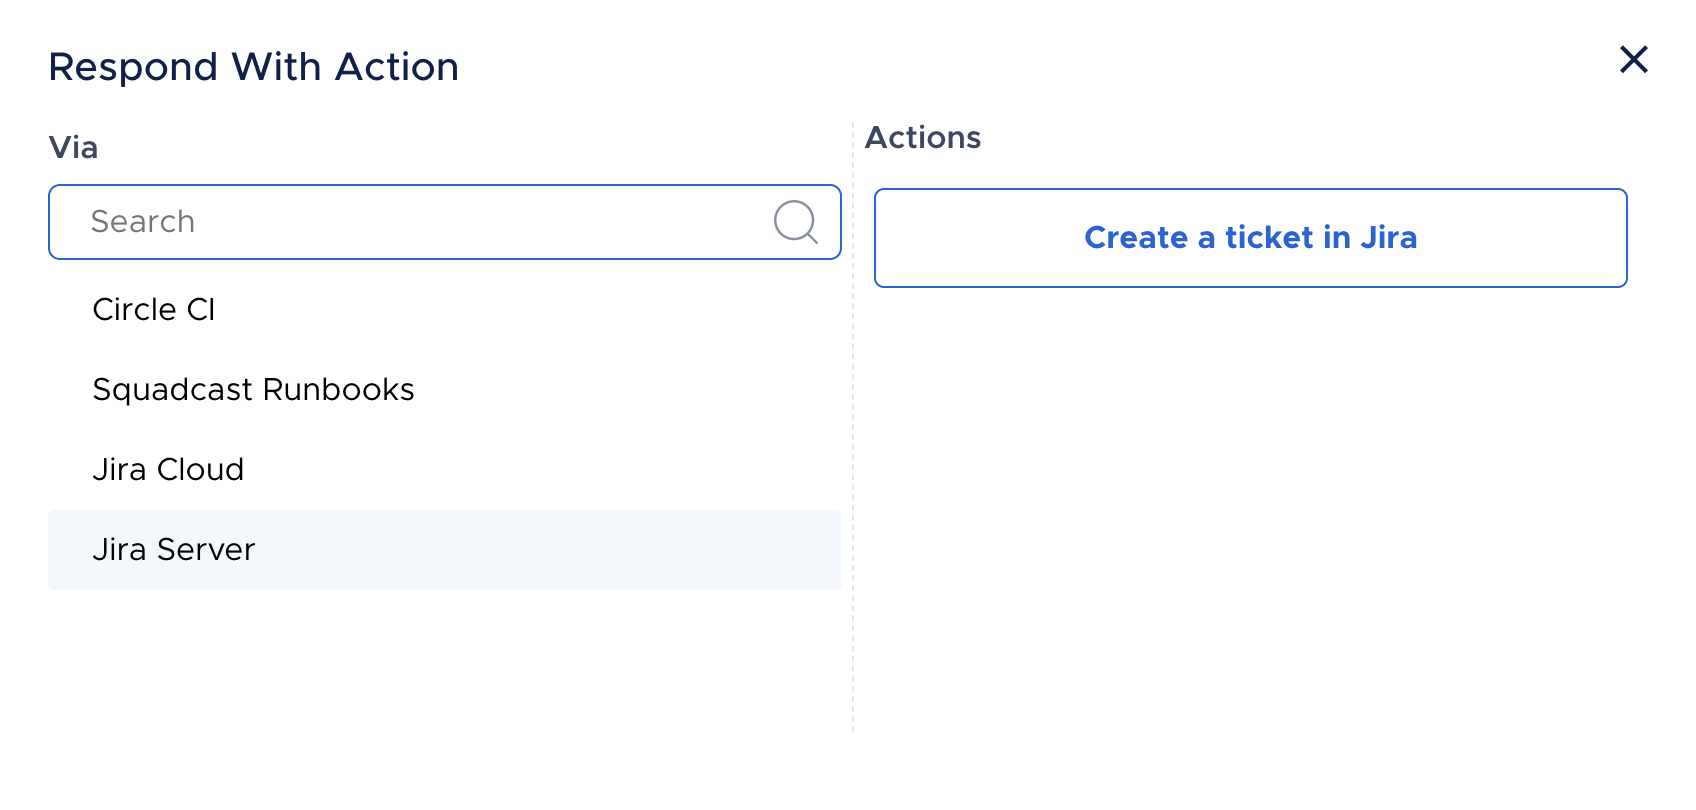 Respond With Action
Via
Search
Circle CI
Squadcast Runbooks
Jira Cloud
Jira Server
Actions
Create a ticket in Jira